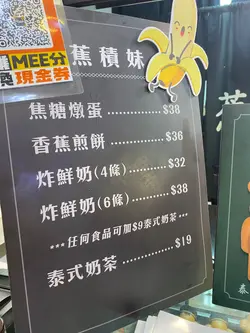 賺MEE分
現金券
蕉積妹
焦糖燉蛋 $38
香蕉煎餅 $36
炸鮮奶(4條) $32
炸鮮奶(6條) $38
***任何食品可加$9泰式奶茶***
泰式奶茶 $19
泰